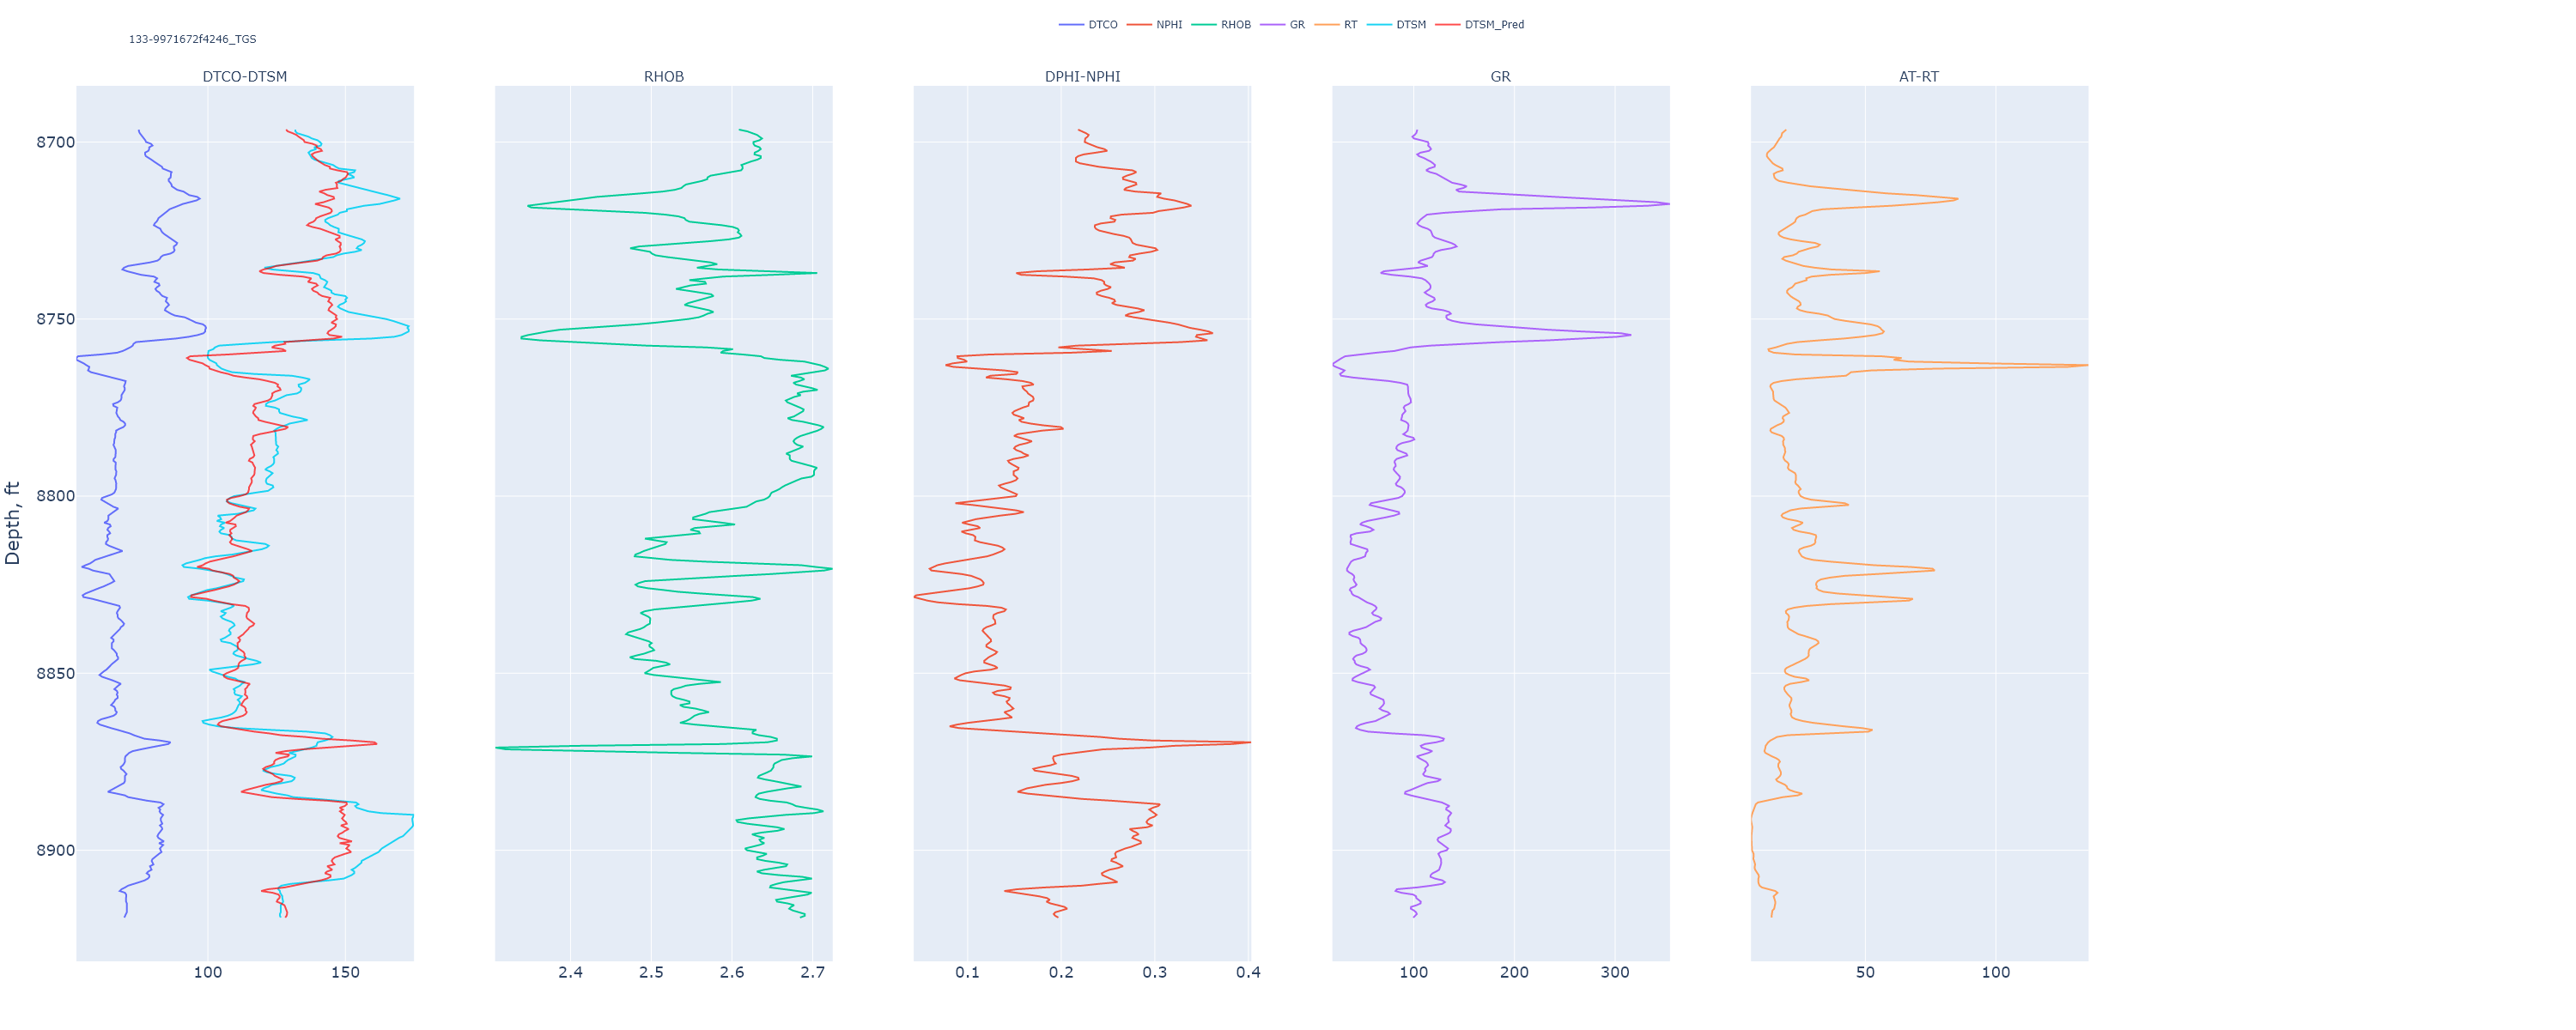 DTCO NPHI RHOB GR RT DTSM DTSM_Pred
133-9971672f4246_TGS
DTCO-DTSM RHOB DPHI-NPHI GR AT-RT
8700
8750
8800
8850
8900
Depth, ft
100 150 2.4 2.5 2.6 2.7 0.1 0.2 0.3 0.4 100 200 300 50 100